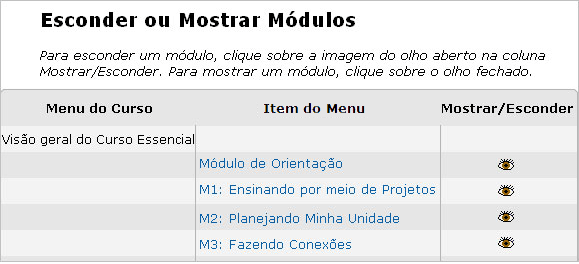 Esconder ou Mostrar Módulos
Para esconder um módulo, clique sobre a imagem do olho aberto na coluna
Mostrar/Esconder. Para mostrar um módulo, clique sobre o olho fechado.
Menu do Curso Item do Menu Mostrar/Esconder
Visão geral do Curso Essencial
Módulo de Orientação
M1: Ensinando por meio de Projetos
M2: Planejando Minha Unidade
M3: Fazendo Conexões